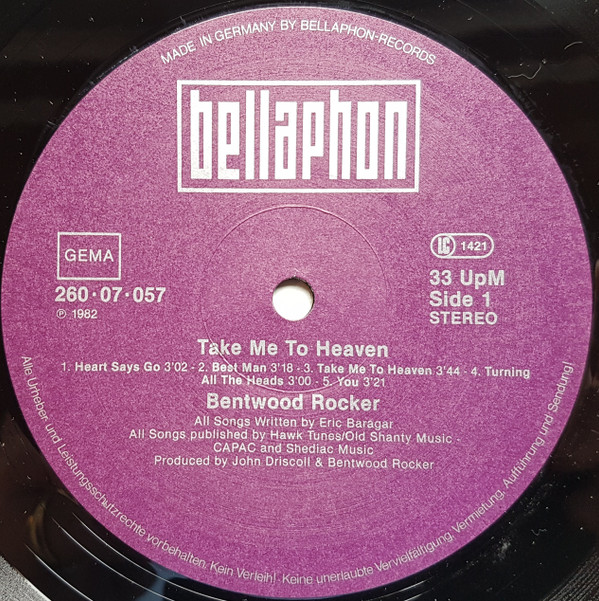 MADE IN GERMANY BY BELLAPHON-RECORDS
bellaphon
GEMA
260·07·057
℗ 1982
LC 1421
33 UpM
Side 1
STEREO
Take Me To Heaven
1. Heart Says Go 3'02 - 2. Best Man 3'18 - 3. Take Me To Heaven 3'44 - 4. Turning
All The Heads 3'00 - 5. You 3'21
Bentwood Rocker
All Songs Written by Eric Baragar
All Songs published by Hawk Tunes/Old Shanty Music -
CAPAC and Shediac Music
Produced by John Driscoll & Bentwood Rocker
Alle Urheber- und Leistungsschutzrechte vorbehalten. Kein Verleih! · Keine unerlaubte Vervielfältigung, Vermietung, Aufführung und Sendung!